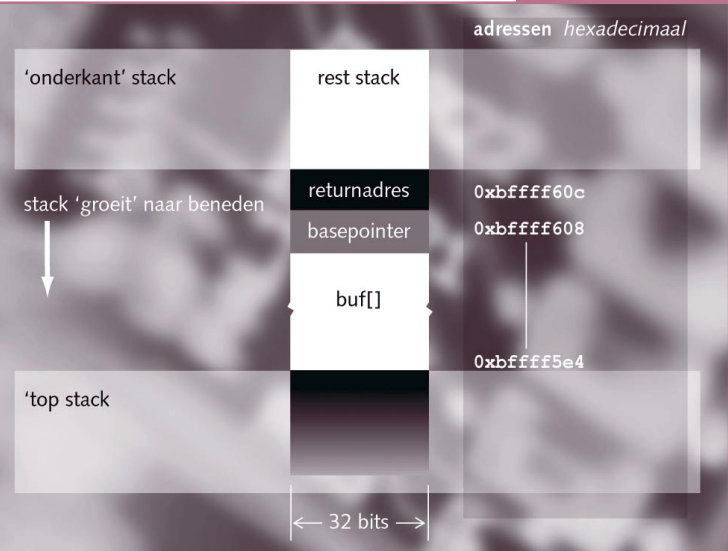 adressen hexadecimaal
'onderkant' stack
rest stack
returnadres
0xbffff60c
stack 'groeit' naar beneden
basepointer
0xbffff608
buf[]
0xbffff5e4
'top stack
32 bits